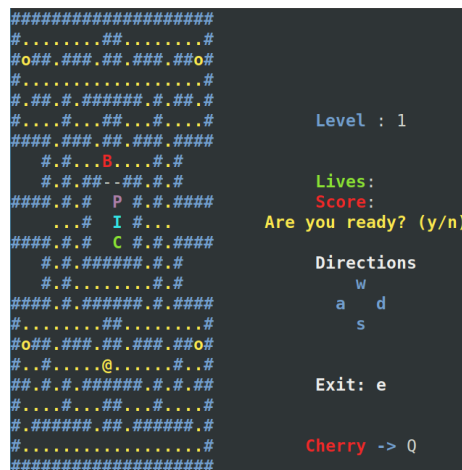 ####################
#........##........#
#o##.###.##.###.##o#
#..................#
#.##.#.######.#.##.#
#....#...##...#....#          Level : 1
####.###.##.###.####
   #.#...B....#.#
   #.#.##--##.#.#             Lives:
####.#.#  P #.#.####          Score:
    ...#  I #...         Are you ready? (y/n)
####.#.#  C #.#.####
   #.#.######.#.#             Directions
   #.#........#.#                 w
####.#.######.#.####            a   d
#........##........#              s
#o##.###.##.###.##o#
#..#.....@......#..#
##.#.#.######.#.#.##          Exit: e
#....#...##...#....#
#.######.##.######.#
#..................#         Cherry -> Q
####################